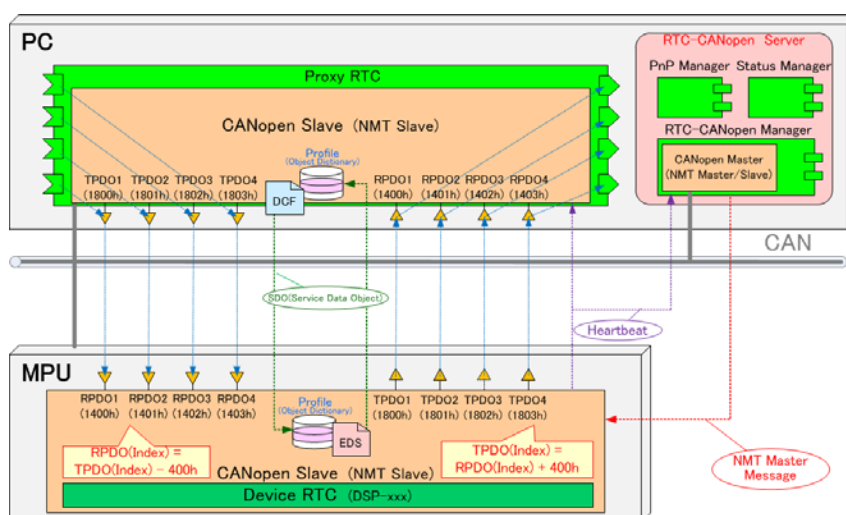 PC
RTC-CANopen Server
PnP Manager Status Manager
Proxy RTC
CANopen Slave (NMT Slave)
RTC-CANopen Manager
CANopen Master
(NMT Master/Slave)
Profile
(Object Dictionary)
TPDO1 TPDO2 TPDO3 TPDO4
(1800h) (1801h) (1802h) (1803h)
DCF
RPDO1 RPDO2 RPDO3 RPDO4
(1400h) (1401h) (1402h) (1403h)
CAN
SDO(Service Data Object)
Heartbeat
MPU
RPDO1 RPDO2 RPDO3 RPDO4
(1400h) (1401h) (1402h) (1403h)
Profile
(Object Dictionary)
EDS
TPDO1 TPDO2 TPDO3 TPDO4
(1800h) (1801h) (1802h) (1803h)
RPDO(Index) =
TPDO(Index) - 400h
TPDO(Index) =
RPDO(Index) + 400h
CANopen Slave (NMT Slave)
Device RTC (DSP-xxx)
NMT Master
Message